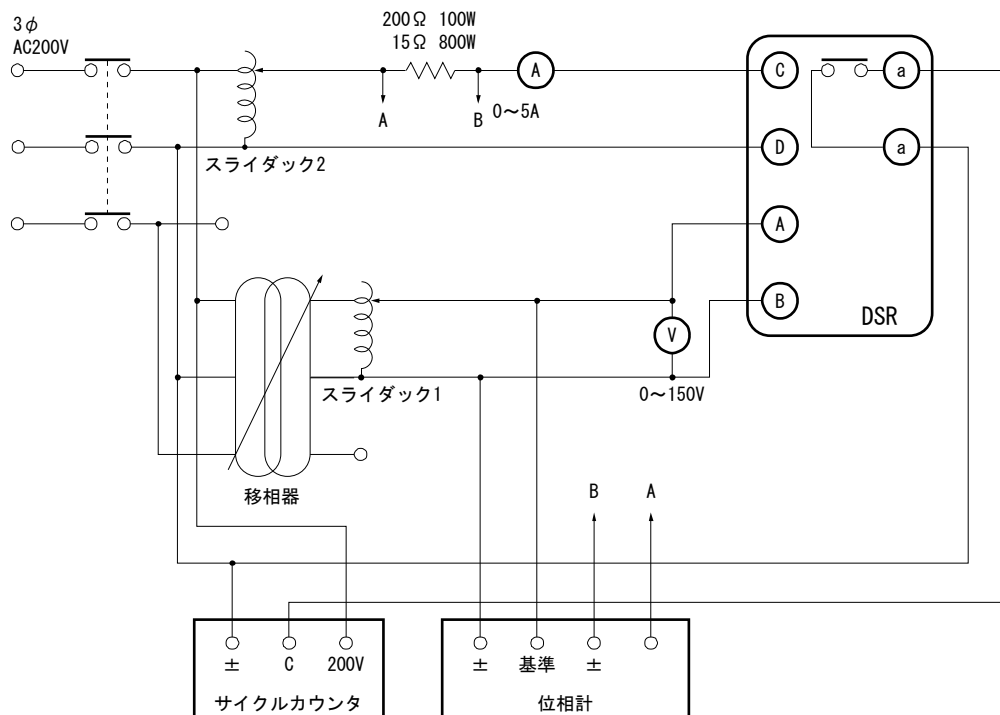 3φ
AC200V
200Ω 100W
15Ω 800W
A
0～5A
A
B
スライダック2
C
D
A
B
a
a
DSR
V
0～150V
スライダック1
移相器
B
A
±
C
200V
サイクルカウンタ
±
基準
±
位相計